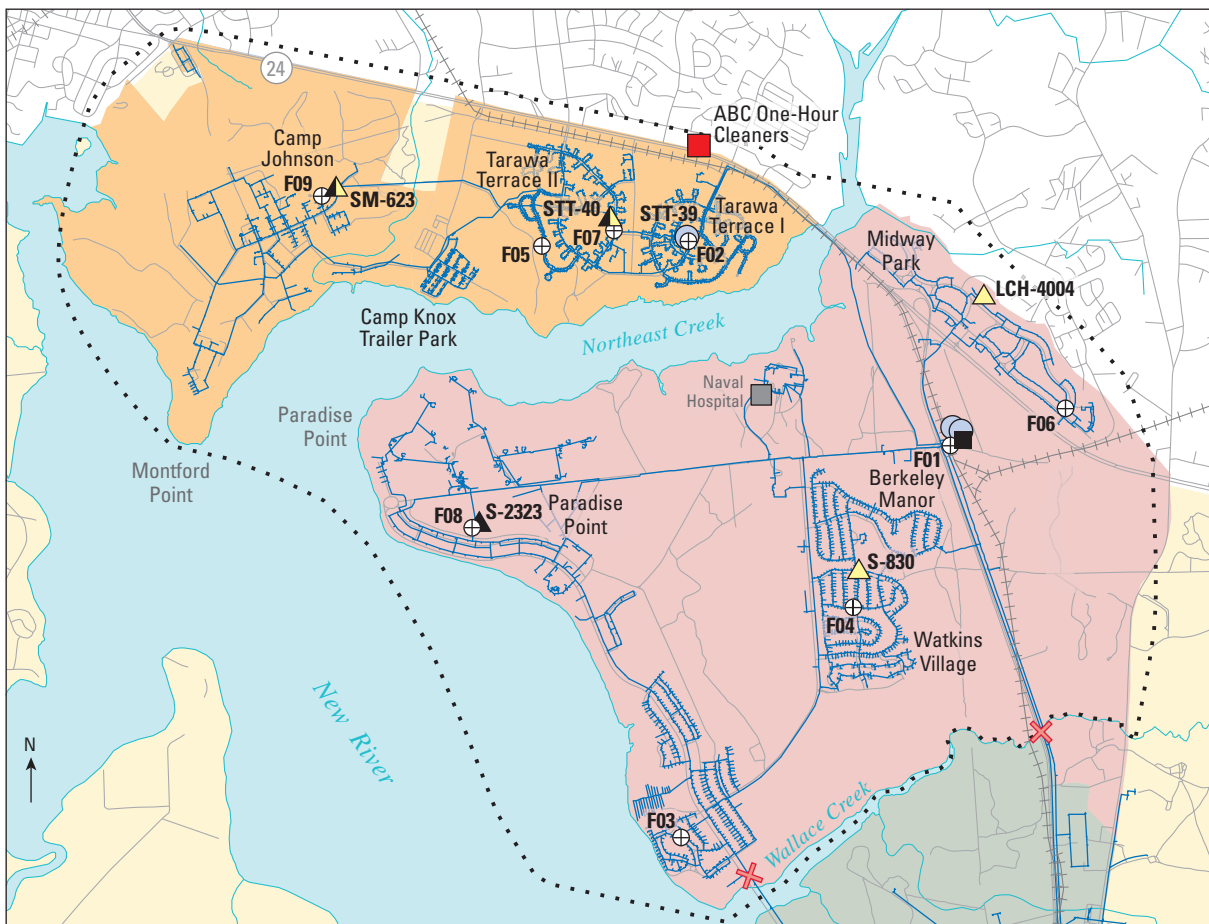 24
ABC One-Hour
Cleaners
Camp
Johnson
F09
SM-623
Tarawa
Terrace II
STT-40
F07
F05
STT-39
Tarawa
Terrace I
F02
Midway
Park
LCH-4004
Camp Knox
Trailer Park
Northeast Creek
Naval
Hospital
F06
Paradise
Point
Montford
Point
F01
Berkeley
Manor
F08
S-2323
Paradise
Point
S-830
F04
Watkins
Village
New River
N
F03
Wallace Creek